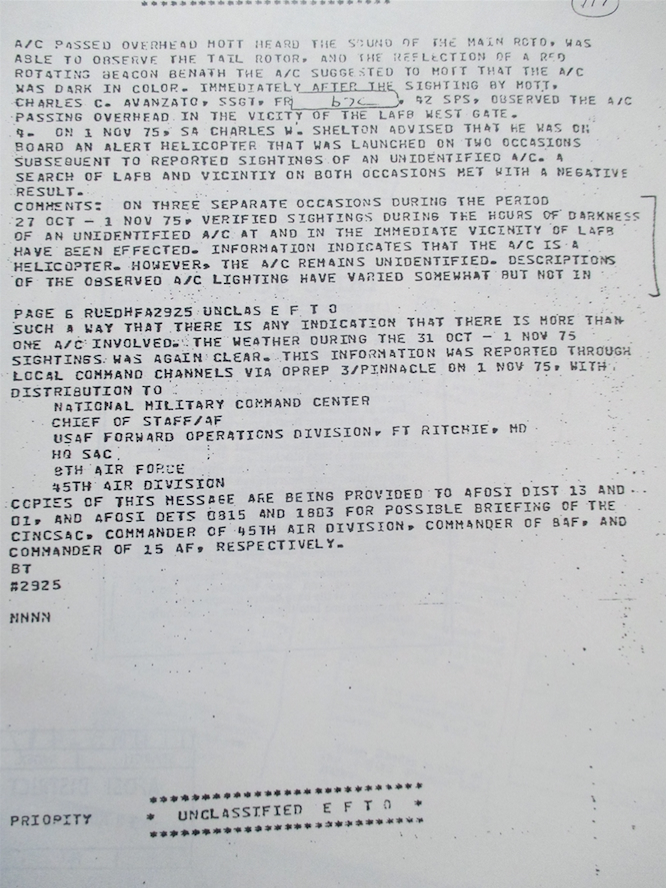 A/C PASSED OVERHEAD MOTT HEARD THE SOUND OF THE MAIN ROTO, WAS
ABLE TO OBSERVE THE TAIL ROTOR, AND THE REFLECTION OF A RED
ROTATING BEACON BENATH THE A/C SUGGESTED TO MOTT THAT THE A/C
WAS DARK IN COLOR. IMMEDIATELY AFTER THE SIGHTING BY MOTT,
CHARLES C. AVANZATO, SSGT, FR b7c, 42 SPS, OBSERVED THE A/C
PASSING OVERHEAD IN THE VICITY OF THE LAFB WEST GATE.
ON 1 NOV 75, SA CHARLES W. SHELTON ADVISED THAT HE WAS ON
BOARD AN ALERT HELICOPTER THAT WAS LAUNCHED ON TWO OCCASIONS
SUBSEQUENT TO REPORTED SIGHTINGS OF AN UNIDENTIFIED A/C. A
SEARCH OF LAFB AND VICINTIY ON BOTH OCCASIONS MET WITH A NEGATIVE
RESULT.
COMMENTS: ON THREE SEPARATE OCCASIONS DURING THE PERIOD
27 OCT - 1 NOV 75, VERIFIED SIGHTINGS DURING THE HOURS OF DARKNESS
OF AN UNIDENTIFIED A/C AT AND IN THE IMMEDIATE VICINITY OF LAFB
HAVE BEEN EFFECTED. INFORMATION INDICATES THAT THE A/C IS A
HELICOPTER. HOWEVER, THE A/C REMAINS UNIDENTIFIED. DESCRIPTIONS
OF THE OBSERVED A/C LIGHTING HAVE VARIED SOMEWHAT BUT NOT IN
PAGE 6 RUEDHFA2925 UNCLAS E F T O
SUCH A WAY THAT THERE IS ANY INDICATION THAT THERE IS MORE THAN
ONE A/C INVOLVED. THE WEATHER DURING THE 31 OCT - 1 NOV 75
SIGHTINGS WAS AGAIN CLEAR. THIS INFORMATION WAS REPORTED THROUGH
LOCAL COMMAND CHANNELS VIA OPREP 3/PINNACLE ON 1 NOV 75, WITH
DISTRIBUTION TO :
NATIONAL MILITARY COMMAND CENTER
CHIEF OF STAFF/AF
USAF FORWARD OPERATIONS DIVISION, FT RITCHIE, MD
HQ SAC
8TH AIR FORCE
45TH AIR DIVISION
COPIES OF THIS MESSAGE ARE BEING PROVIDED TO AFOSI DIST 13 AND
01, AND AFOSI DETS 0815 AND 1803 FOR POSSIBLE BRIEFING OF THE
CINCSAC, COMMANDER OF 45TH AIR DIVISION, COMMANDER OF 8AF, AND
COMMANDER OF 15 AF, RESPECTIVELY.
BT
#2925
NNNN
* UNCLASSIFIED E F T O *
PRIOPITY